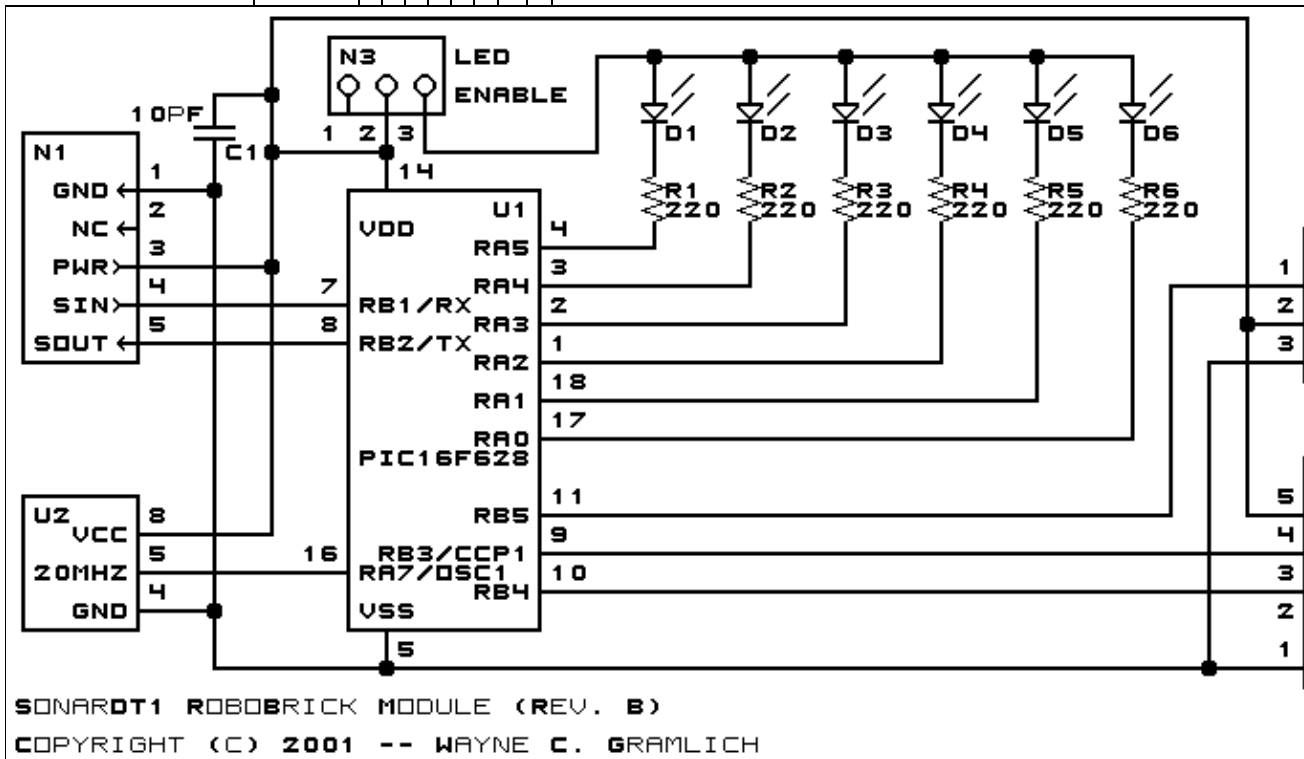 N3
LED
ENABLE
1 2 3
10PF
C1
N1
GND
1
NC
2
PWR
3
SIN
4
SOUT
5
14
U1
VDD
RB1/RX
7
RB2/TX
8
RA5
4
RA4
3
RA3
2
RA2
1
RA1
18
RA0
17
PIC16F628
RB5
11
RB3/CCP1
9
RA7/OSC1
16
RB4
10
VSS
5
D1
D2
D3
D4
D5
D6
R1
220
R2
220
R3
220
R4
220
R5
220
R6
220
U2
VCC
8
20MHZ
5
GND
4
1
2
3
5
4
3
2
1
SONARDT1 ROBOBRICK MODULE (REV. B)
COPYRIGHT (C) 2001 -- WAYNE C. GRAMLICH